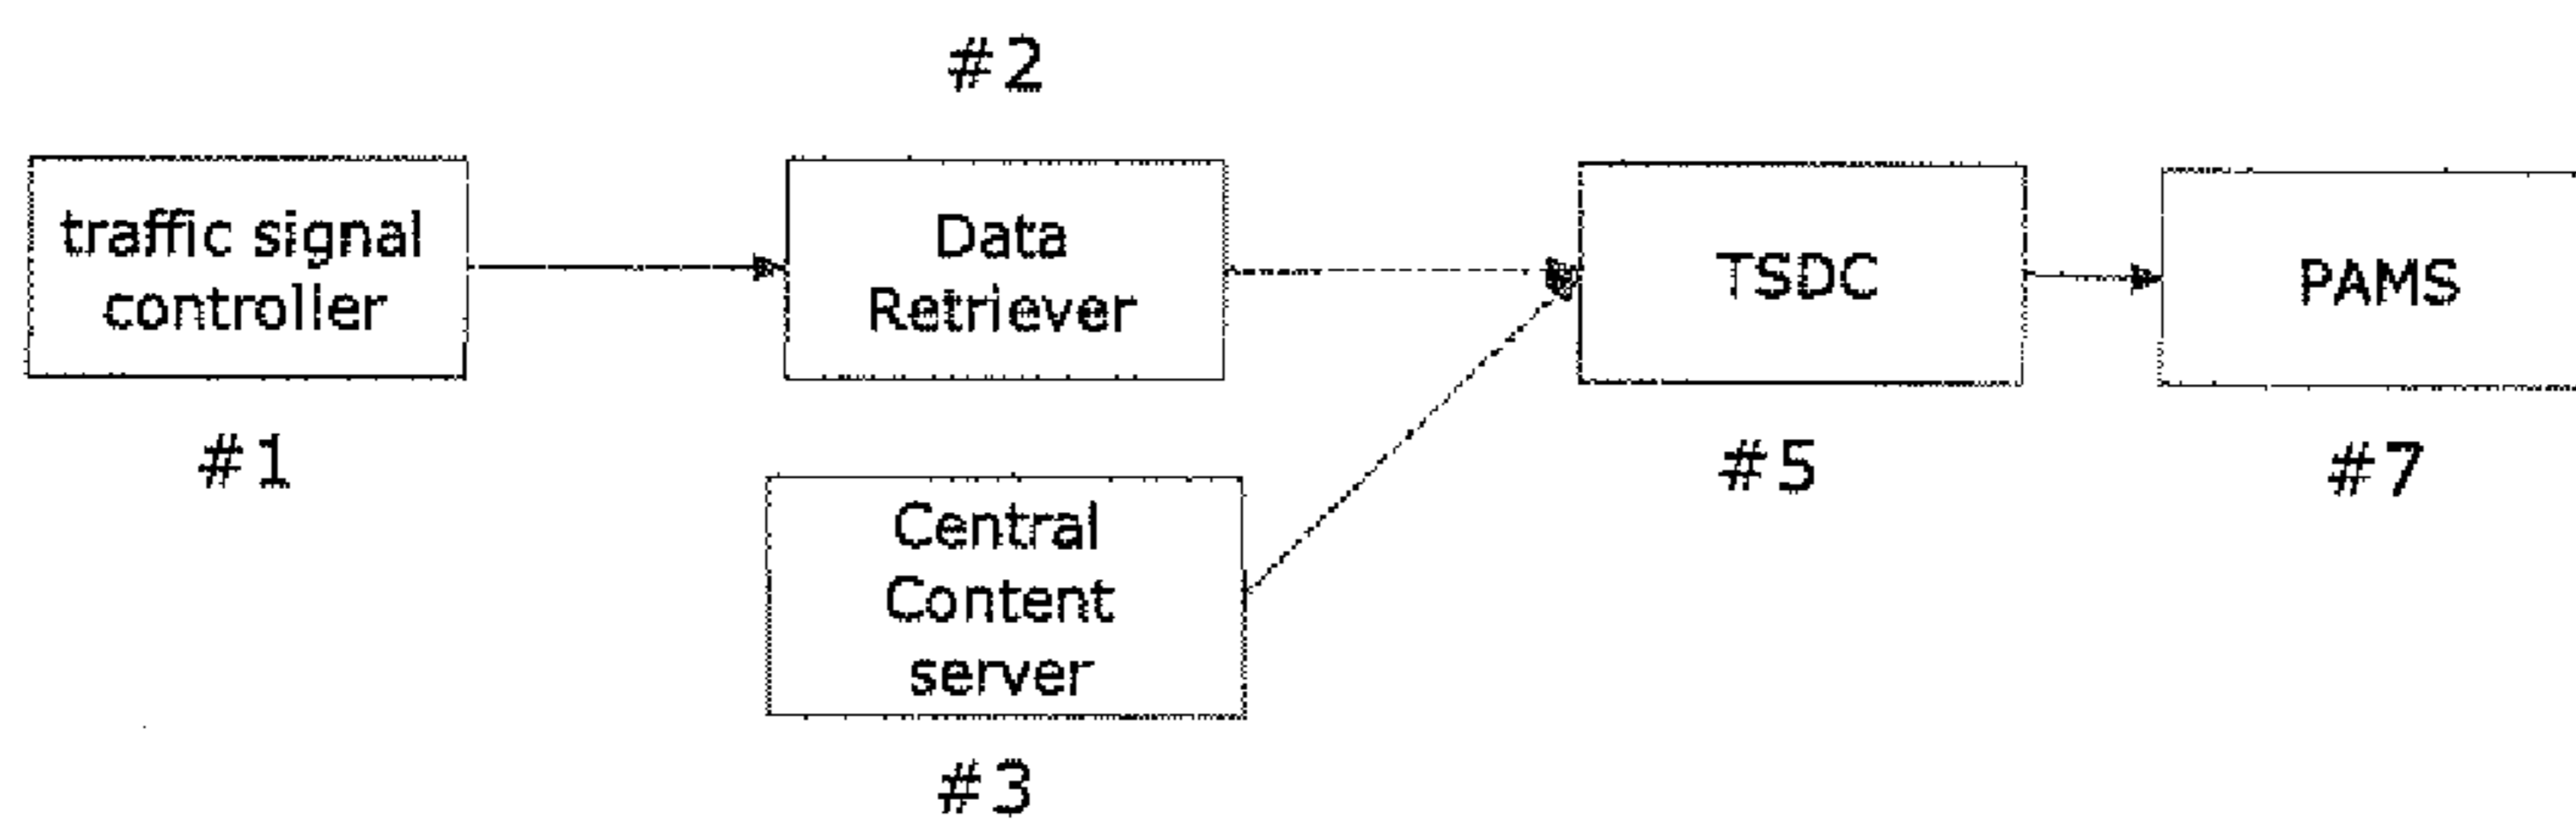 #2
traffic signal
controller
Data
Retriever
TSDC
PAMS
#1
#5
#7
Central
Content
server
#3